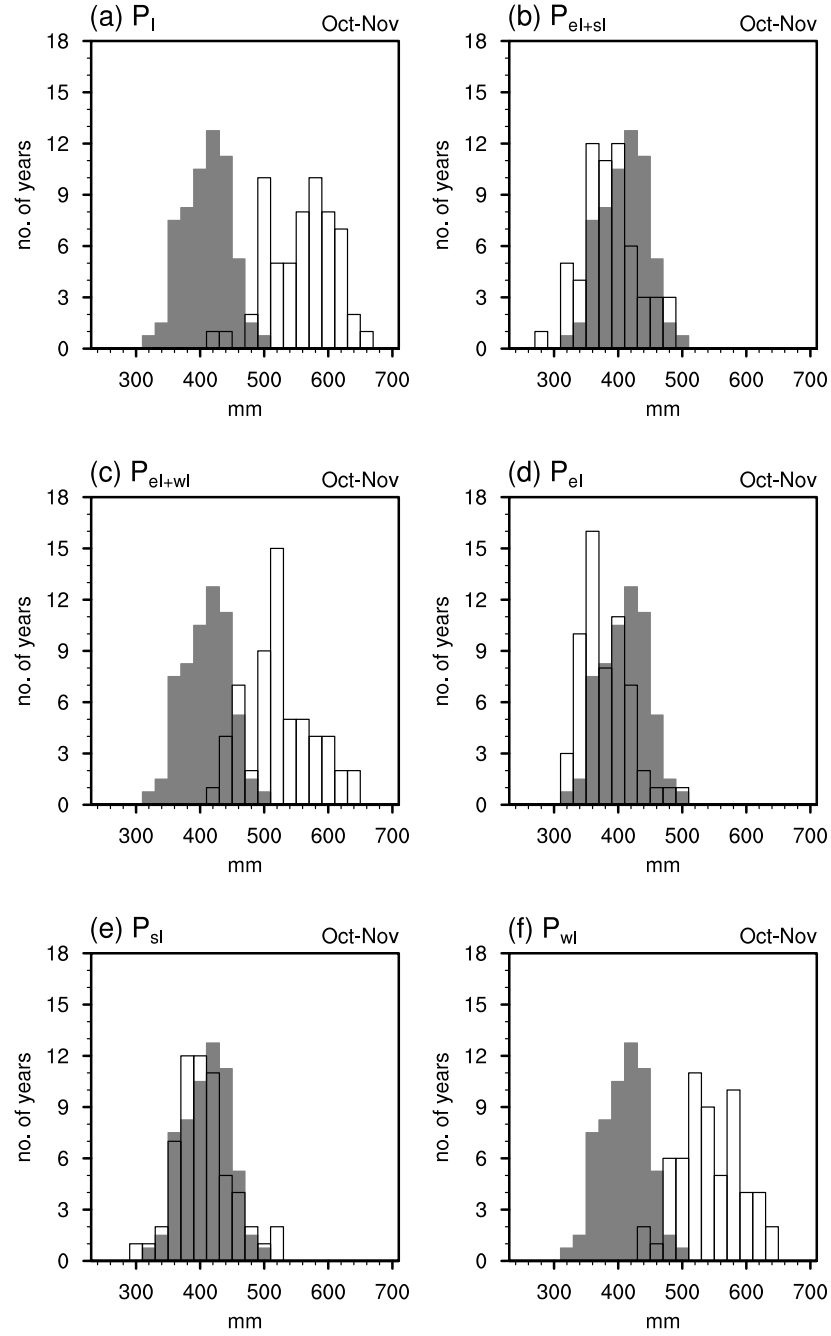 (a) P_l Oct-Nov
no. of years
18
15
12
9
6
3
0
300 400 500 600 700
mm
(b) P_el+sl Oct-Nov
no. of years
18
15
12
9
6
3
0
300 400 500 600 700
mm
(c) P_el+wl Oct-Nov
no. of years
18
15
12
9
6
3
0
300 400 500 600 700
mm
(d) P_el Oct-Nov
no. of years
18
15
12
9
6
3
0
300 400 500 600 700
mm
(e) P_sl Oct-Nov
no. of years
18
15
12
9
6
3
0
300 400 500 600 700
mm
(f) P_wl Oct-Nov
no. of years
18
15
12
9
6
3
0
300 400 500 600 700
mm